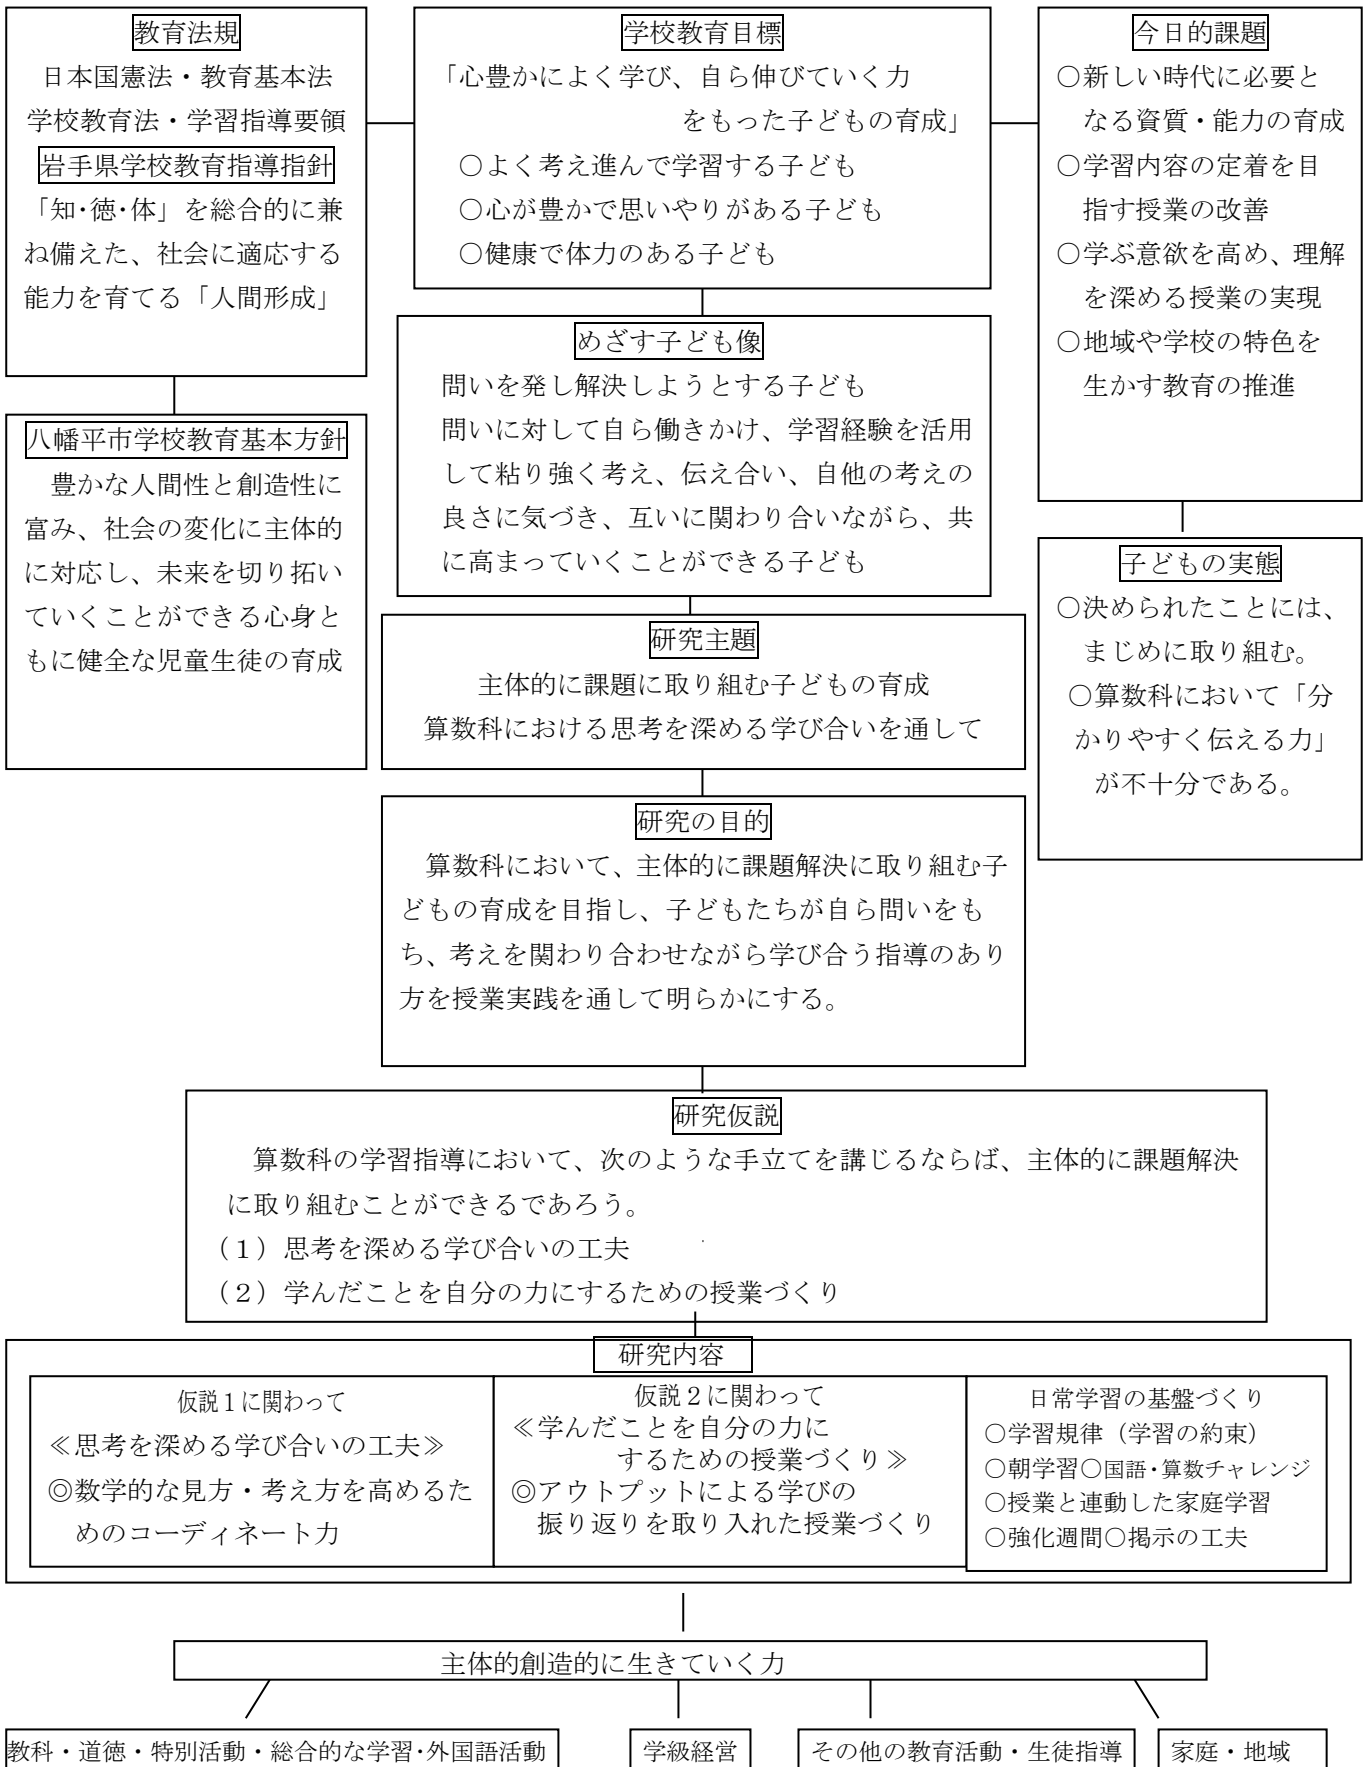 教育法規
日本国憲法・教育基本法
学校教育法・学習指導要領
岩手県学校教育指導指針
「知・徳・体」を総合的に兼
ね備えた、社会に適応する
能力を育てる「人間形成」
学校教育目標
「心豊かによく学び、自ら伸びていく力
をもった子どもの育成」
○よく考え進んで学習する子ども
○心が豊かで思いやりがある子ども
○健康で体力のある子ども
今日的課題
○新しい時代に必要と
なる資質・能力の育成
○学習内容の定着を目
指す授業の改善
○学ぶ意欲を高め、理解
を深める授業の実現
○地域や学校の特色を
生かす教育の推進
八幡平市学校教育基本方針
豊かな人間性と創造性に
富み、社会の変化に主体的
に対応し、未来を切り拓い
ていくことができる心身と
もに健全な児童生徒の育成
めざす子ども像
問いを発し解決しようとする子ども
問いに対して自ら働きかけ、学習経験を活用
して粘り強く考え、伝え合い、自他の考えの
良さに気づき、互いに関わり合いながら、共
に高まっていくことができる子ども
子どもの実態
○決められたことには、
まじめに取り組む。
○算数科において「分
かりやすく伝える力」
が不十分である。
研究主題
主体的に課題に取り組む子どもの育成
算数科における思考を深める学び合いを通して
研究の目的
算数科において、主体的に課題解決に取り組む子
どもの育成を目指し、子どもたちが自ら問いをも
ち、考えを関わり合わせながら学び合う指導のあり
方を授業実践を通して明らかにする。
研究仮説
算数科の学習指導において、次のような手立てを講じるならば、主体的に課題解決
に取り組むことができるであろう。
（１）思考を深める学び合いの工夫
（２）学んだことを自分の力にするための授業づくり
研究内容
仮説１に関わって
≪思考を深める学び合いの工夫≫
◎数学的な見方・考え方を高めるた
めのコーディネート力
仮説２に関わって
≪学んだことを自分の力に
するための授業づくり≫
◎アウトプットによる学びの
振り返りを取り入れた授業づくり
日常学習の基盤づくり
○学習規律（学習の約束）
○朝学習○国語・算数チャレンジ
○授業と連動した家庭学習
○強化週間○掲示の工夫
主体的創造的に生きていく力
教科・道徳・特別活動・総合的な学習・外国語活動
学級経営
その他の教育活動・生徒指導
家庭・地域